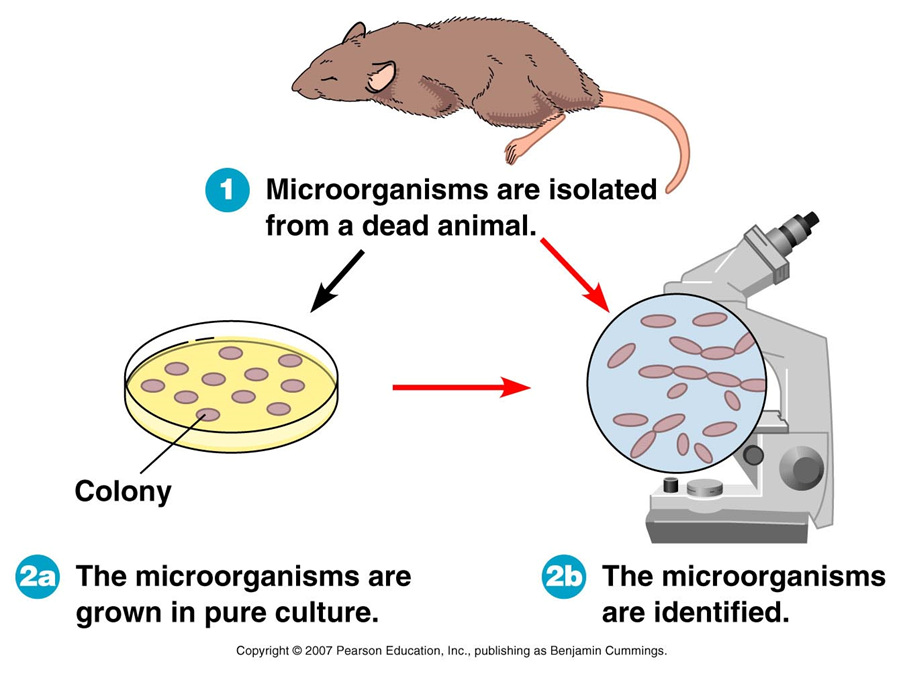 1 Microorganisms are isolated
from a dead animal.
Colony
2a The microorganisms are
grown in pure culture.
2b The microorganisms
are identified.
Copyright © 2007 Pearson Education, Inc., publishing as Benjamin Cummings.